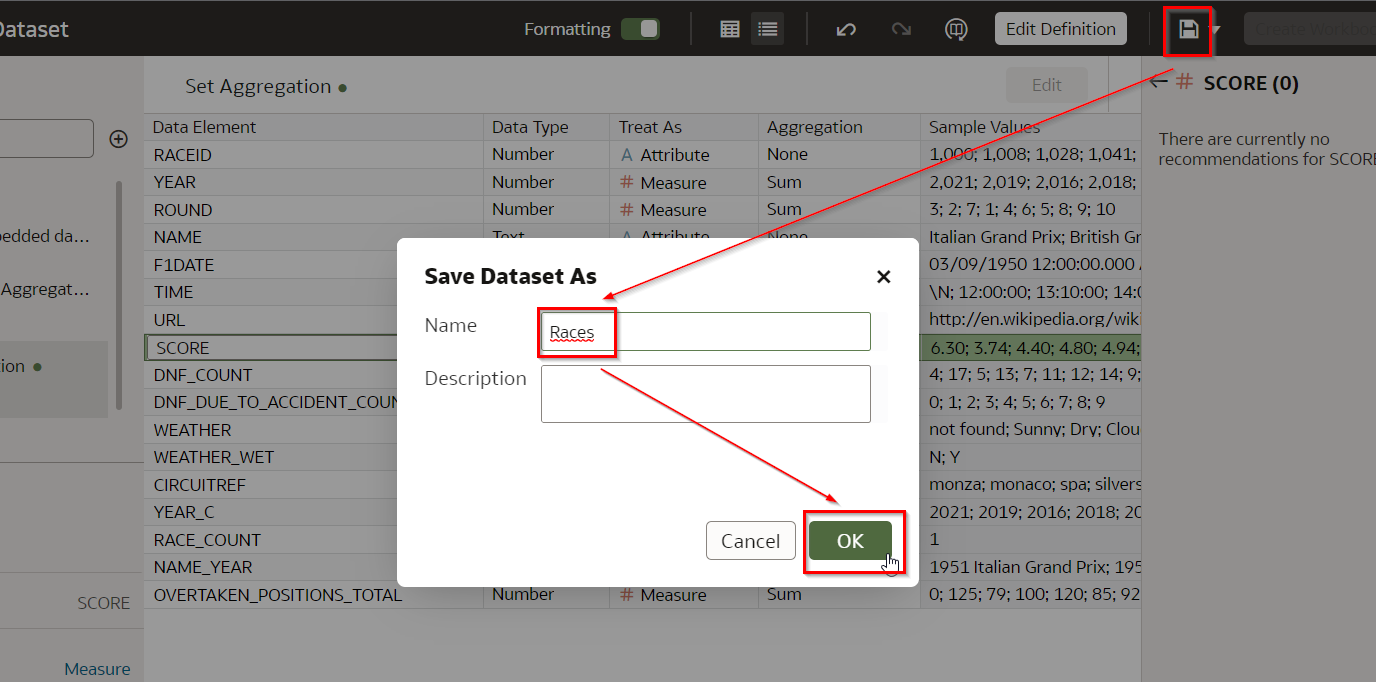 Dataset
Formatting
Edit Definition
Create Workbook
Set Aggregation
Edit
SCORE (0)
There are currently no
recommendations for SCORE
Data Element Data Type Treat As Aggregation Sample Values
RACEID Number A Attribute None 1,000; 1,008; 1,028; 1,041;
YEAR Number # Measure Sum 2,021; 2,019; 2,016; 2,018;
ROUND Number # Measure Sum 3; 2; 7; 1; 4; 6; 5; 8; 9; 10
NAME Text A Attribute None Italian Grand Prix; British Gr
F1DATE 03/09/1950 12:00:00.000
TIME \N; 12:00:00; 13:10:00; 14:0
URL http://en.wikipedia.org/wiki
SCORE 6.30; 3.74; 4.40; 4.80; 4.94;
DNF_COUNT 4; 17; 5; 13; 7; 11; 12; 14; 9;
DNF_DUE_TO_ACCIDENT_COUN 0; 1; 2; 3; 4; 5; 6; 7; 8; 9
WEATHER not found; Sunny; Dry; Clou
WEATHER_WET N; Y
CIRCUITREF monza; monaco; spa; silvers
YEAR_C 2021; 2019; 2016; 2018; 20
RACE_COUNT 1
NAME_YEAR 1951 Italian Grand Prix; 195
OVERTAKEN_POSITIONS_TOTAL Number # Measure Sum 0; 125; 79; 100; 120; 85; 92
edded da...
Aggregat...
tion
SCORE
Measure
Save Dataset As
Name Races
Description
Cancel OK